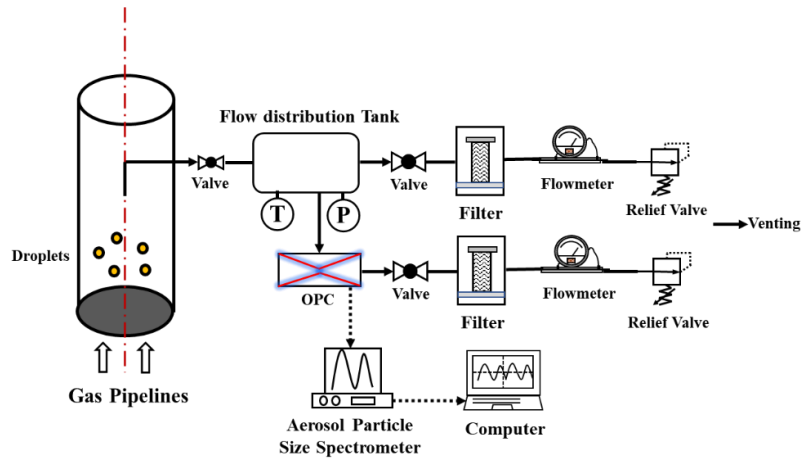 Flow distribution Tank
Valve
Valve
Flowmeter
T
P
Filter
Relief Valve
Venting
Droplets
OPC
Valve
Flowmeter
Filter
Relief Valve
Gas Pipelines
Aerosol Particle
Size Spectrometer
Computer